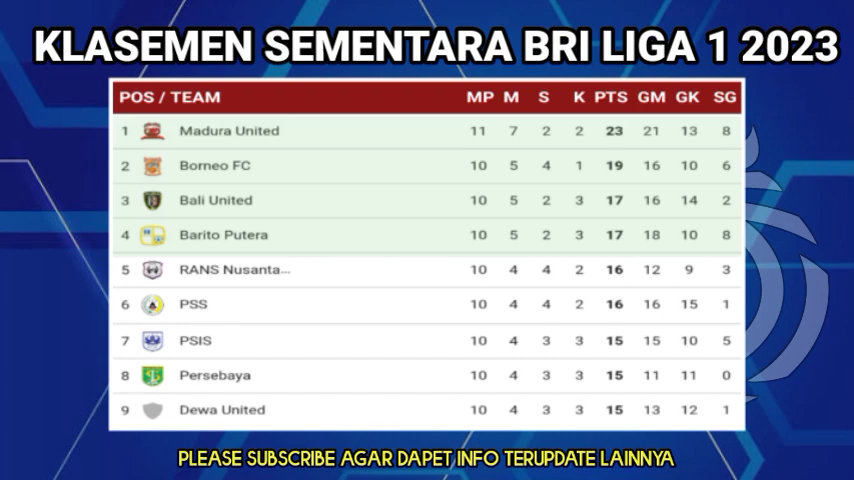 KLASEMEN SEMENTARA BRI LIGA 1 2023
POS / TEAM MP M S K PTS GM GK SG
1 Madura United 11 7 2 2 23 21 13 8
2 Borneo FC 10 5 4 1 19 16 10 6
3 Bali United 10 5 2 3 17 16 14 2
4 Barito Putera 10 5 2 3 17 18 10 8
5 RANS Nusanta... 10 4 4 2 16 12 9 3
6 PSS 10 4 4 2 16 16 15 1
7 PSIS 10 4 3 3 15 15 10 5
8 Persebaya 10 4 3 3 15 11 11 0
9 Dewa United 10 4 3 3 15 13 12 1
PLEASE SUBSCRIBE AGAR DAPET INFO TERUPDATE LAINNYA